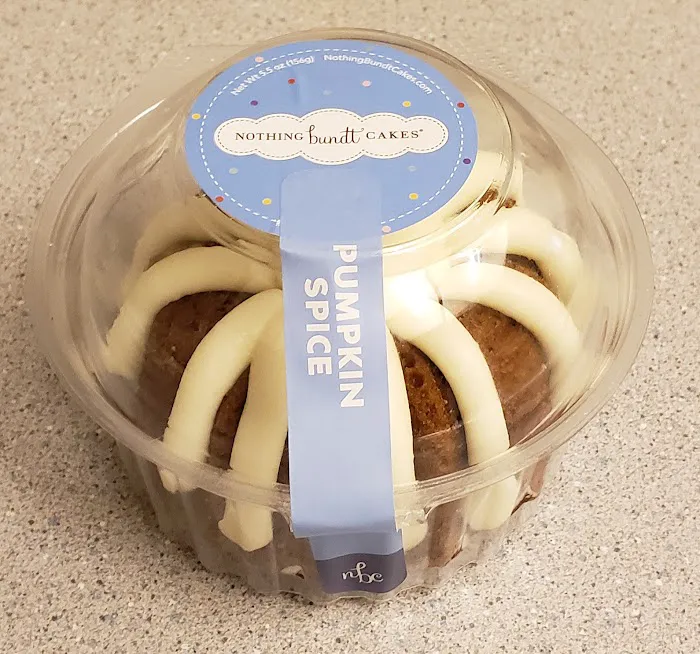 Net Wt 5.5 oz (156g) NothingBundtCakes.com
NOTHING bundt CAKES®
PUMPKIN
SPICE
nbc